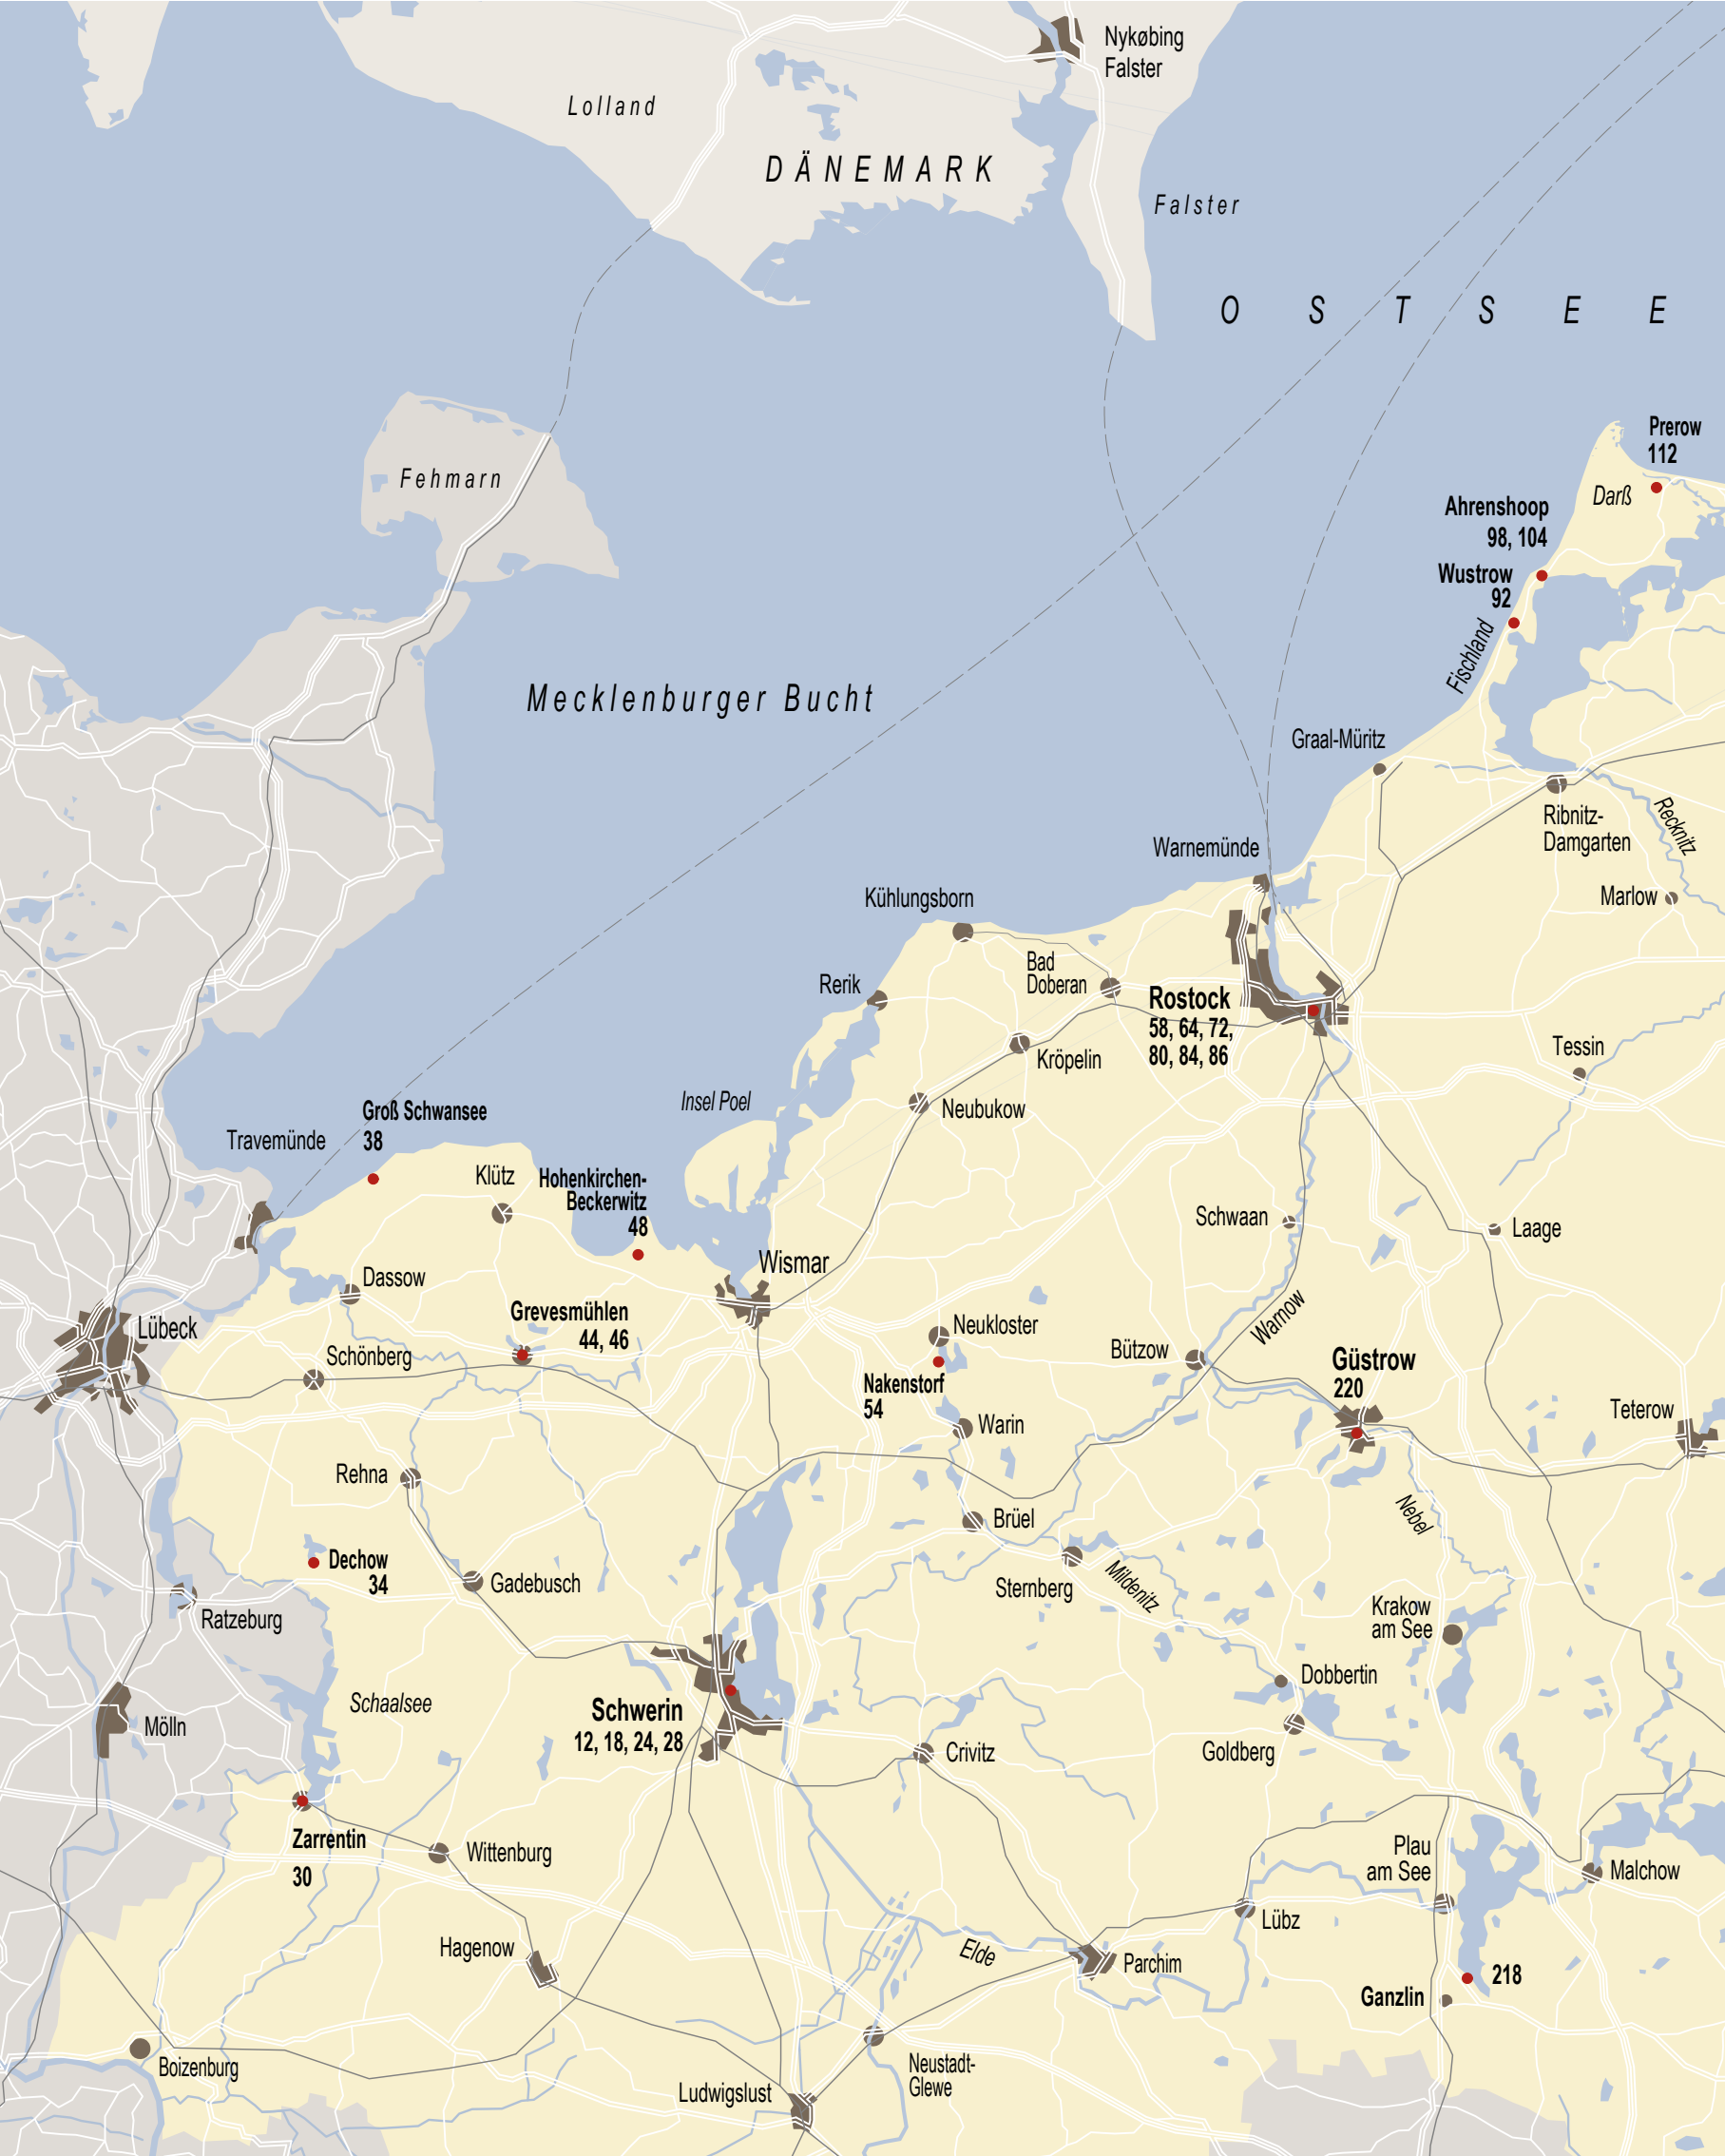 Nykøbing
Falster
Lolland
DÄNEMARK
Falster
OSTSEE
Prerow
112
Fehmarn
Darß
Ahrenshoop
98, 104
Wustrow
92
Fischland
Mecklenburger Bucht
Graal-Müritz
Ribnitz-
Damgarten
Recknitz
Warnemünde
Marlow
Kühlungsborn
Bad
Doberan
Rerik
Rostock
58, 64, 72,
80, 84, 86
Kröpelin
Tessin
Insel Poel
Neubukow
Groß Schwansee
38
Travemünde
Klütz
Hohenkirchen-
Beckerwitz
48
Schwaan
Laage
Wismar
Dassow
Grevesmühlen
44, 46
Lübeck
Neukloster
Warnow
Bützow
Schönberg
Güstrow
220
Nakenstorf
54
Teterow
Warin
Rehna
Nebel
Brüel
Dechow
34
Gadebusch
Sternberg
Mildenitz
Ratzeburg
Krakow
am See
Dobbertin
Schaalsee
Schwerin
12, 18, 24, 28
Mölln
Crivitz
Goldberg
Zarrentin
30
Wittenburg
Plau
am See
Malchow
Lübz
Hagenow
Elde
Parchim
218
Ganzlin
Boizenburg
Neustadt-
Glewe
Ludwigslust